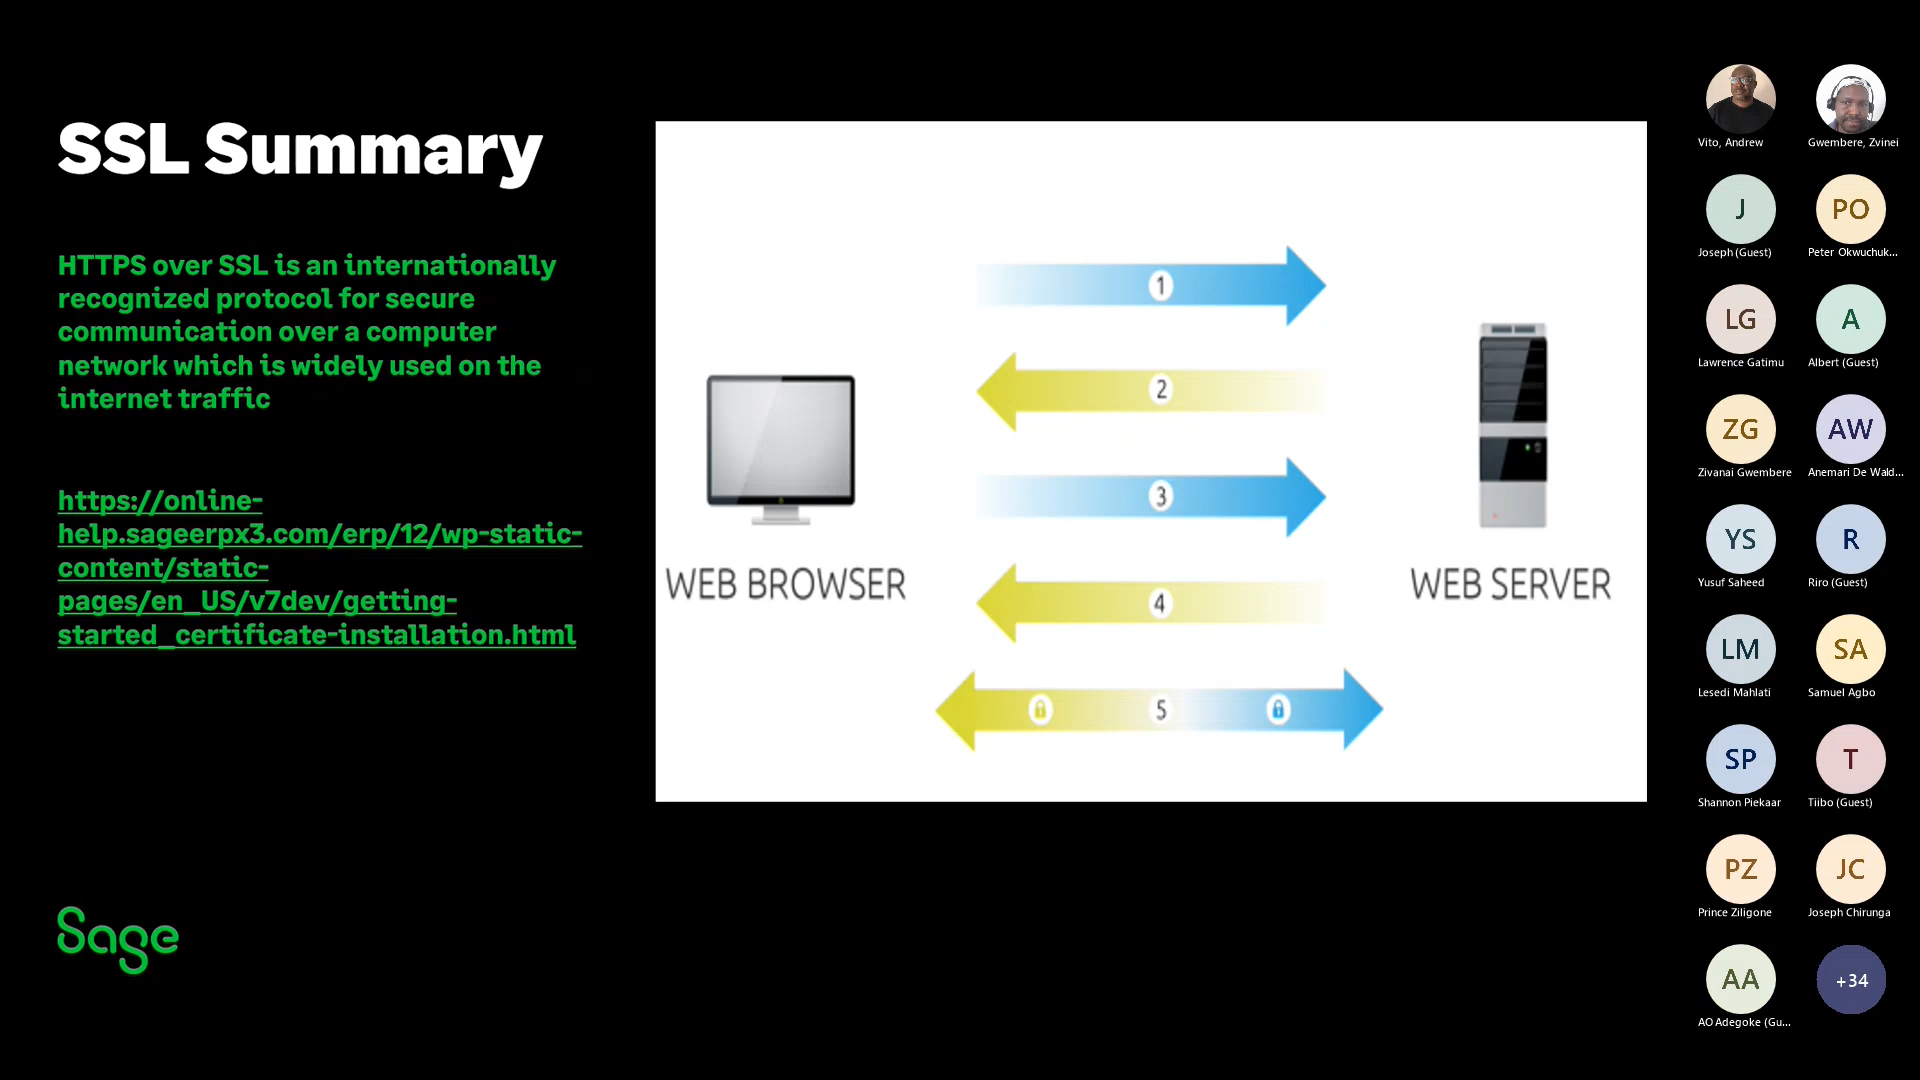 SSL Summary
HTTPS over SSL is an internationally
recognized protocol for secure
communication over a computer
network which is widely used on the
internet traffic
https://online-
help.sageerpx3.com/erp/12/wp-static-
content/static-
pages/en_US/v7dev/getting-
started_certificate-installation.html
Sage
1
2
3
4
5
WEB BROWSER
WEB SERVER
Vito, Andrew
Gwembere, Zvinei
J
Joseph (Guest)
PO
Peter Okwuchuk...
LG
Lawrence Gatimu
A
Albert (Guest)
ZG
Zivanai Gwembere
AW
Anemari De Wald...
YS
Yusuf Saheed
R
Riro (Guest)
LM
Lesedi Mahlati
SA
Samuel Agbo
SP
Shannon Piekaar
T
Tiibo (Guest)
PZ
Prince Ziligone
JC
Joseph Chirunga
AA
AO Adegoke (Gu...
+34